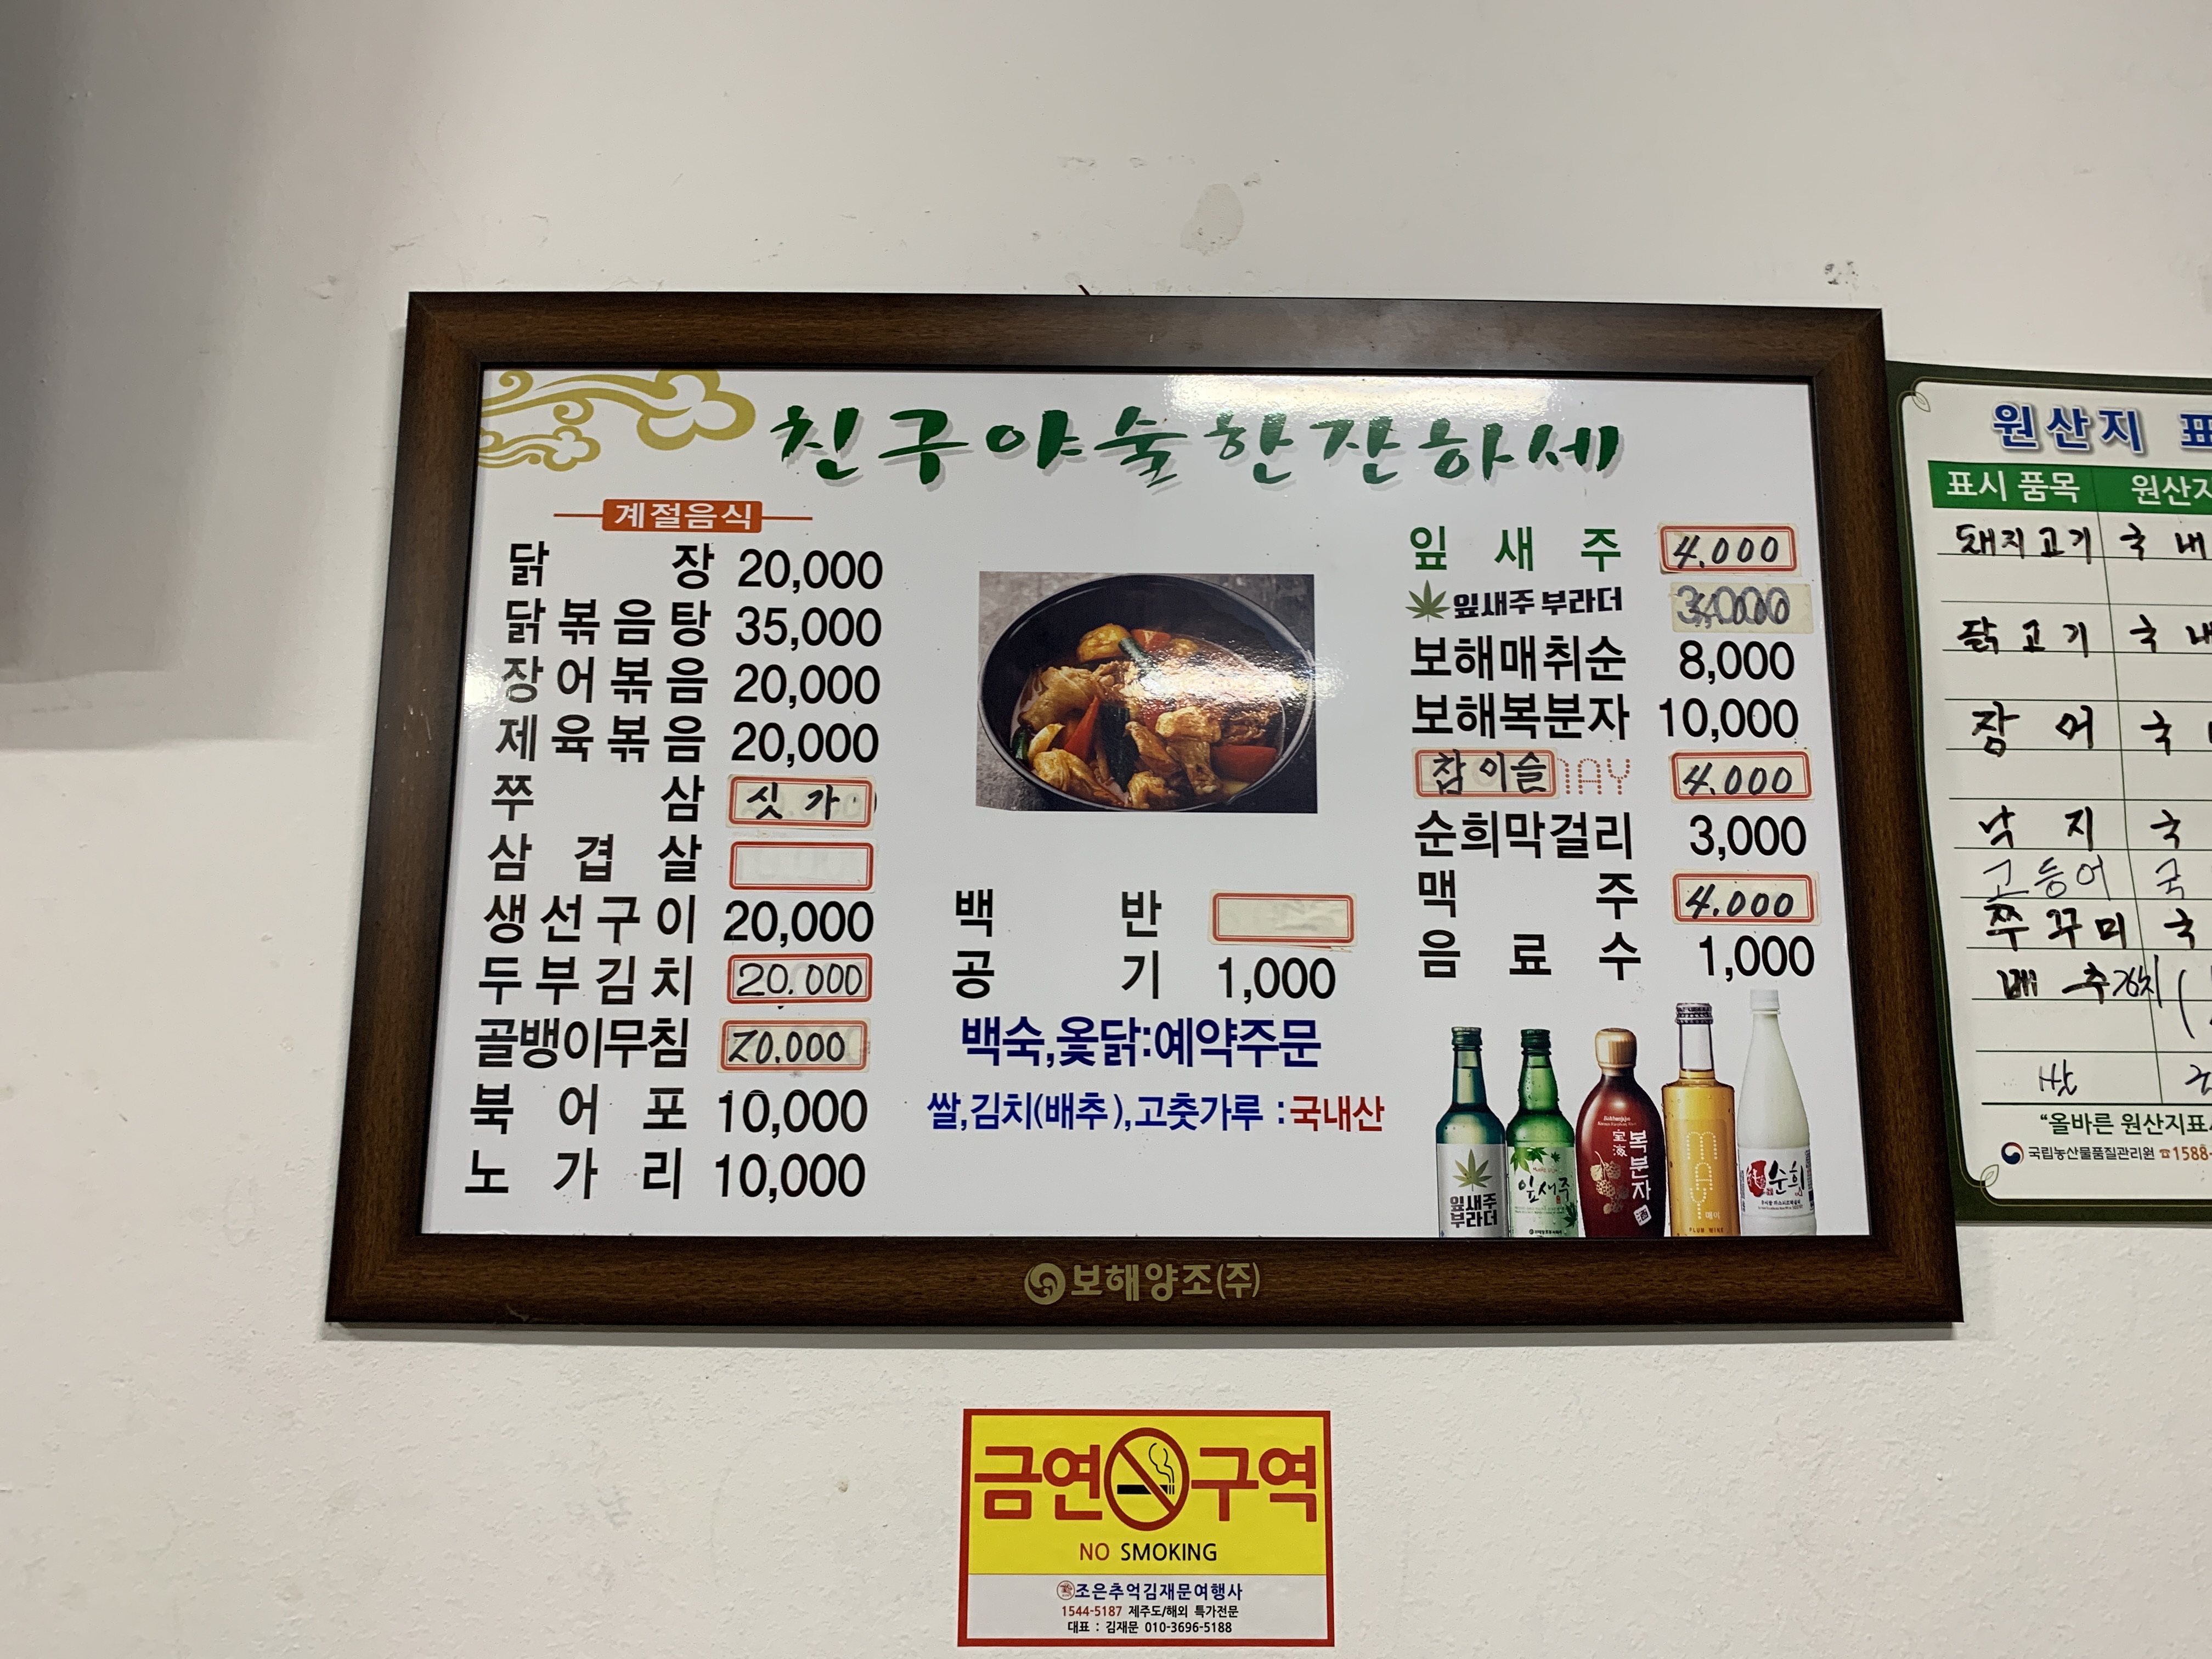 친구야 술 한잔 하세
계절음식
닭장 20,000
닭볶음탕 35,000
장어볶음 20,000
제육볶음 20,000
쭈삼 싯가
삼겹살
생선구이 20,000
두부김치 20.000
골뱅이무침 20.000
북어포 10,000
노가리 10,000
백반
공기 1,000
백숙,옻닭:예약주문
쌀,김치(배추),고춧가루 :국내산
잎새주 4.000
잎새주 부라더
보해매취순 8,000
보해복분자 10,000
참이슬 4.000
순희막걸리 3,000
맥주 4.000
음료수 1,000
잎새주
부라더
잎새주
복분자
매이
순희
보해양조(주)
원산지 표
표시 품목 원산지
돼지고기 국내
닭고기 국내
장어 국
낙지 국
고등어 국
쭈꾸미 국
배추김치
쌀
"올바른 원산지표시
국립농산물품질관리원 ☎1588-
금연구역
NO SMOKING
조은추억김재문여행사
1544-5187 제주도/해외 특가전문
대표 : 김재문 010-3696-5188